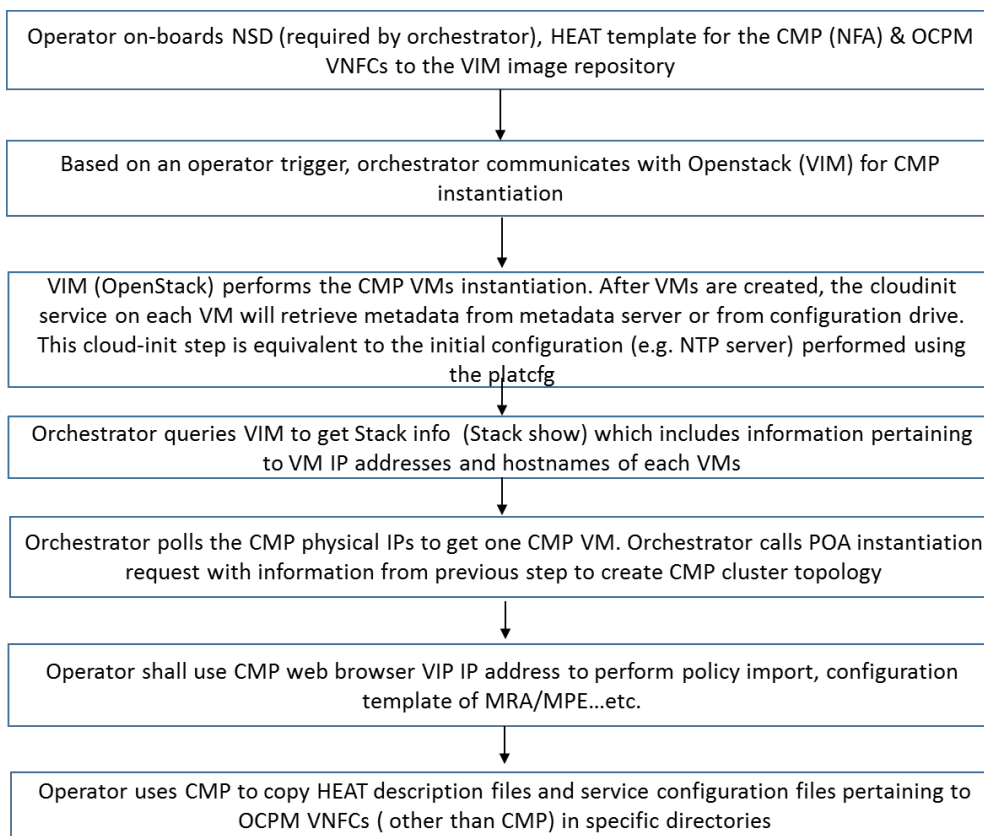 Operator on-boards NSD (required by orchestrator), HEAT template for the CMP (NFA) & OCPM
VNFCs to the VIM image repository
Based on an operator trigger, orchestrator communicates with Openstack (VIM) for CMP
instantiation
VIM (OpenStack) performs the CMP VMs instantiation. After VMs are created, the cloudinit
service on each VM will retrieve metadata from metadata server or from configuration drive.
This cloud-init step is equivalent to the initial configuration (e.g. NTP server) performed using
the platcfg
Orchestrator queries VIM to get Stack info (Stack show) which includes information pertaining
to VM IP addresses and hostnames of each VMs
Orchestrator polls the CMP physical IPs to get one CMP VM. Orchestrator calls POA instantiation
request with information from previous step to create CMP cluster topology
Operator shall use CMP web browser VIP IP address to perform policy import, configuration
template of MRA/MPE...etc.
Operator uses CMP to copy HEAT description files and service configuration files pertaining to
OCPM VNFCs ( other than CMP) in specific directories